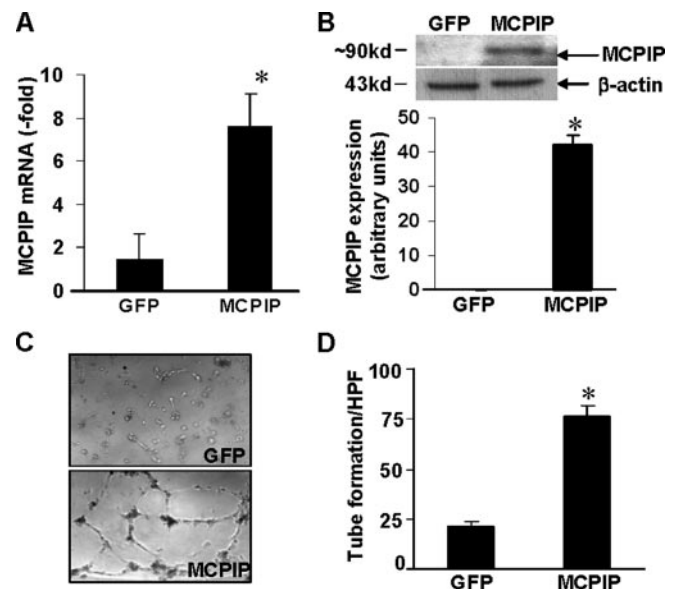 A
MCPIP mRNA (-fold)
10
8
6
4
2
0
*
GFP
MCPIP
B
GFP MCPIP
~90kd
MCPIP
43kd
β-actin
MCPIP expression
(arbitrary units)
50
40
30
20
10
0
*
GFP
MCPIP
C
GFP
MCPIP
D
Tube formation/HPF
100
75
50
25
0
*
GFP
MCPIP